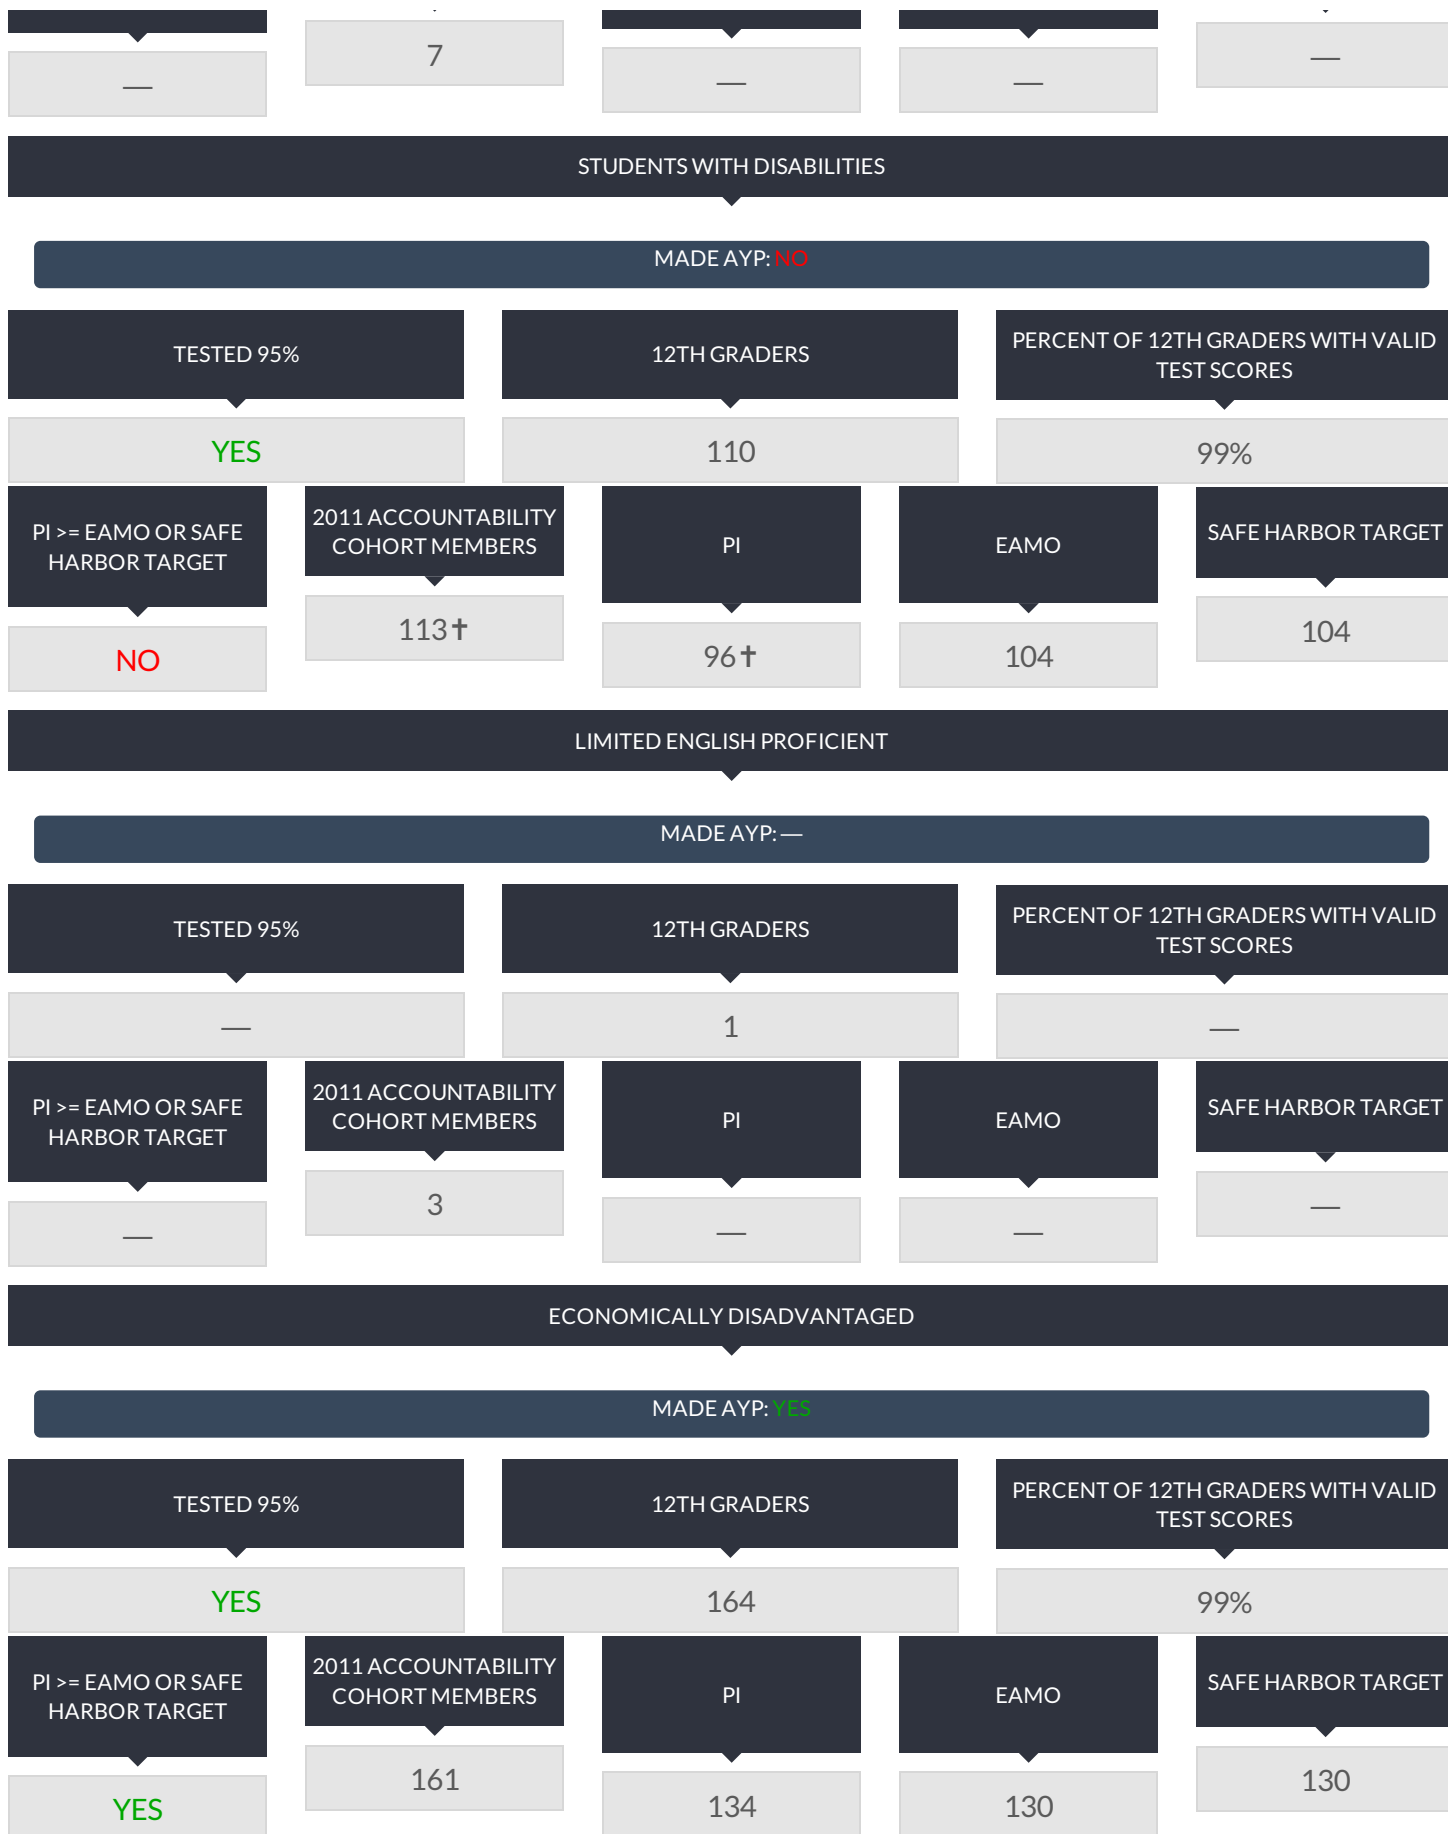 — 7 — — —
STUDENTS WITH DISABILITIES
MADE AYP: NO
TESTED 95% 12TH GRADERS PERCENT OF 12TH GRADERS WITH VALID
TEST SCORES
YES 110 99%
PI >= EAMO OR SAFE
HARBOR TARGET
2011 ACCOUNTABILITY
COHORT MEMBERS
PI
EAMO
SAFE HARBOR TARGET
NO 113✝ 96✝ 104 104
LIMITED ENGLISH PROFICIENT
MADE AYP: —
TESTED 95% 12TH GRADERS PERCENT OF 12TH GRADERS WITH VALID
TEST SCORES
— 1 —
PI >= EAMO OR SAFE
HARBOR TARGET
2011 ACCOUNTABILITY
COHORT MEMBERS
PI
EAMO
SAFE HARBOR TARGET
— 3 — — —
ECONOMICALLY DISADVANTAGED
MADE AYP: YES
TESTED 95% 12TH GRADERS PERCENT OF 12TH GRADERS WITH VALID
TEST SCORES
YES 164 99%
PI >= EAMO OR SAFE
HARBOR TARGET
2011 ACCOUNTABILITY
COHORT MEMBERS
PI
EAMO
SAFE HARBOR TARGET
YES 161 134 130 130